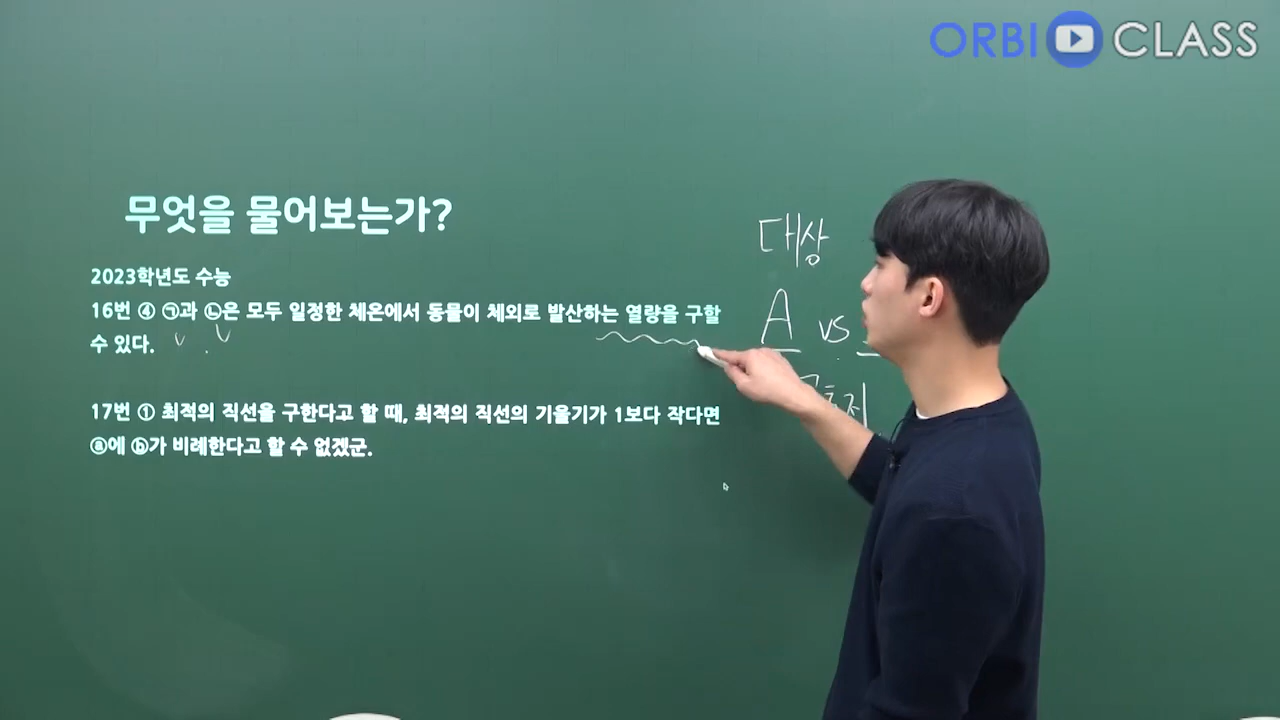 ORBI CLASS
무엇을 물어보는가?
2023학년도 수능
16번 ④ ㉠과 ㉡은 모두 일정한 체온에서 동물이 체외로 발산하는 열량을 구할
수 있다.
17번 ① 최적의 직선을 구한다고 할 때, 최적의 직선의 기울기가 1보다 작다면
ⓐ에 ⓑ가 비례한다고 할 수 없겠군.
대상
A vs